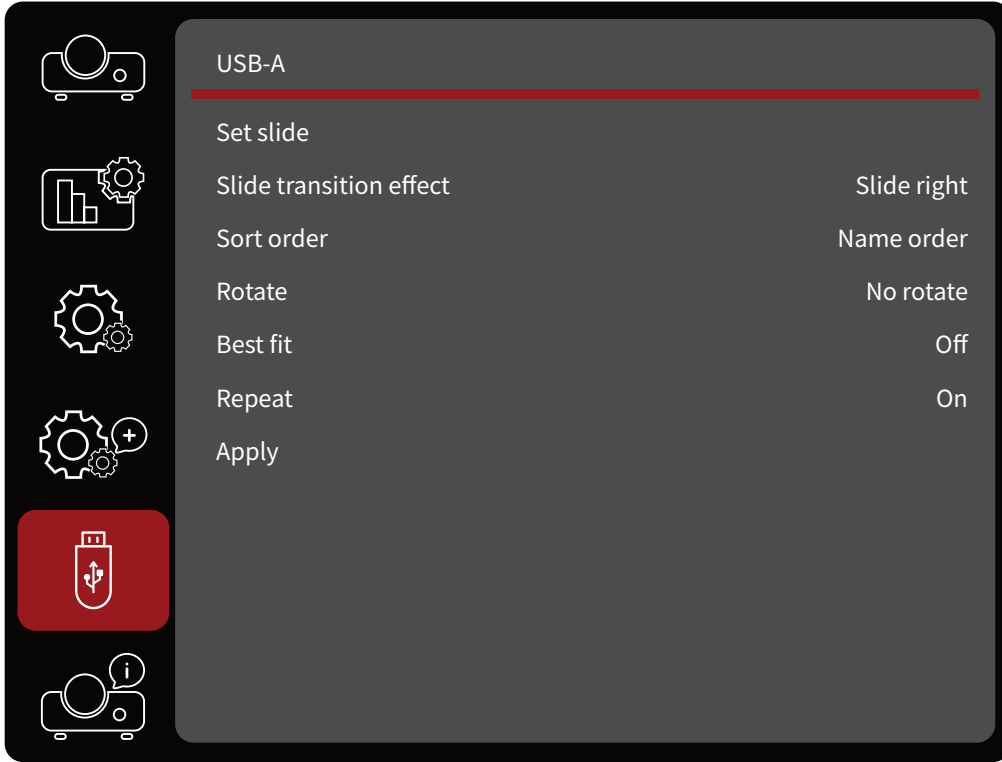 USB-A
Set slide
Slide transition effect Slide right
Sort order Name order
Rotate No rotate
Best fit Off
Repeat On
Apply